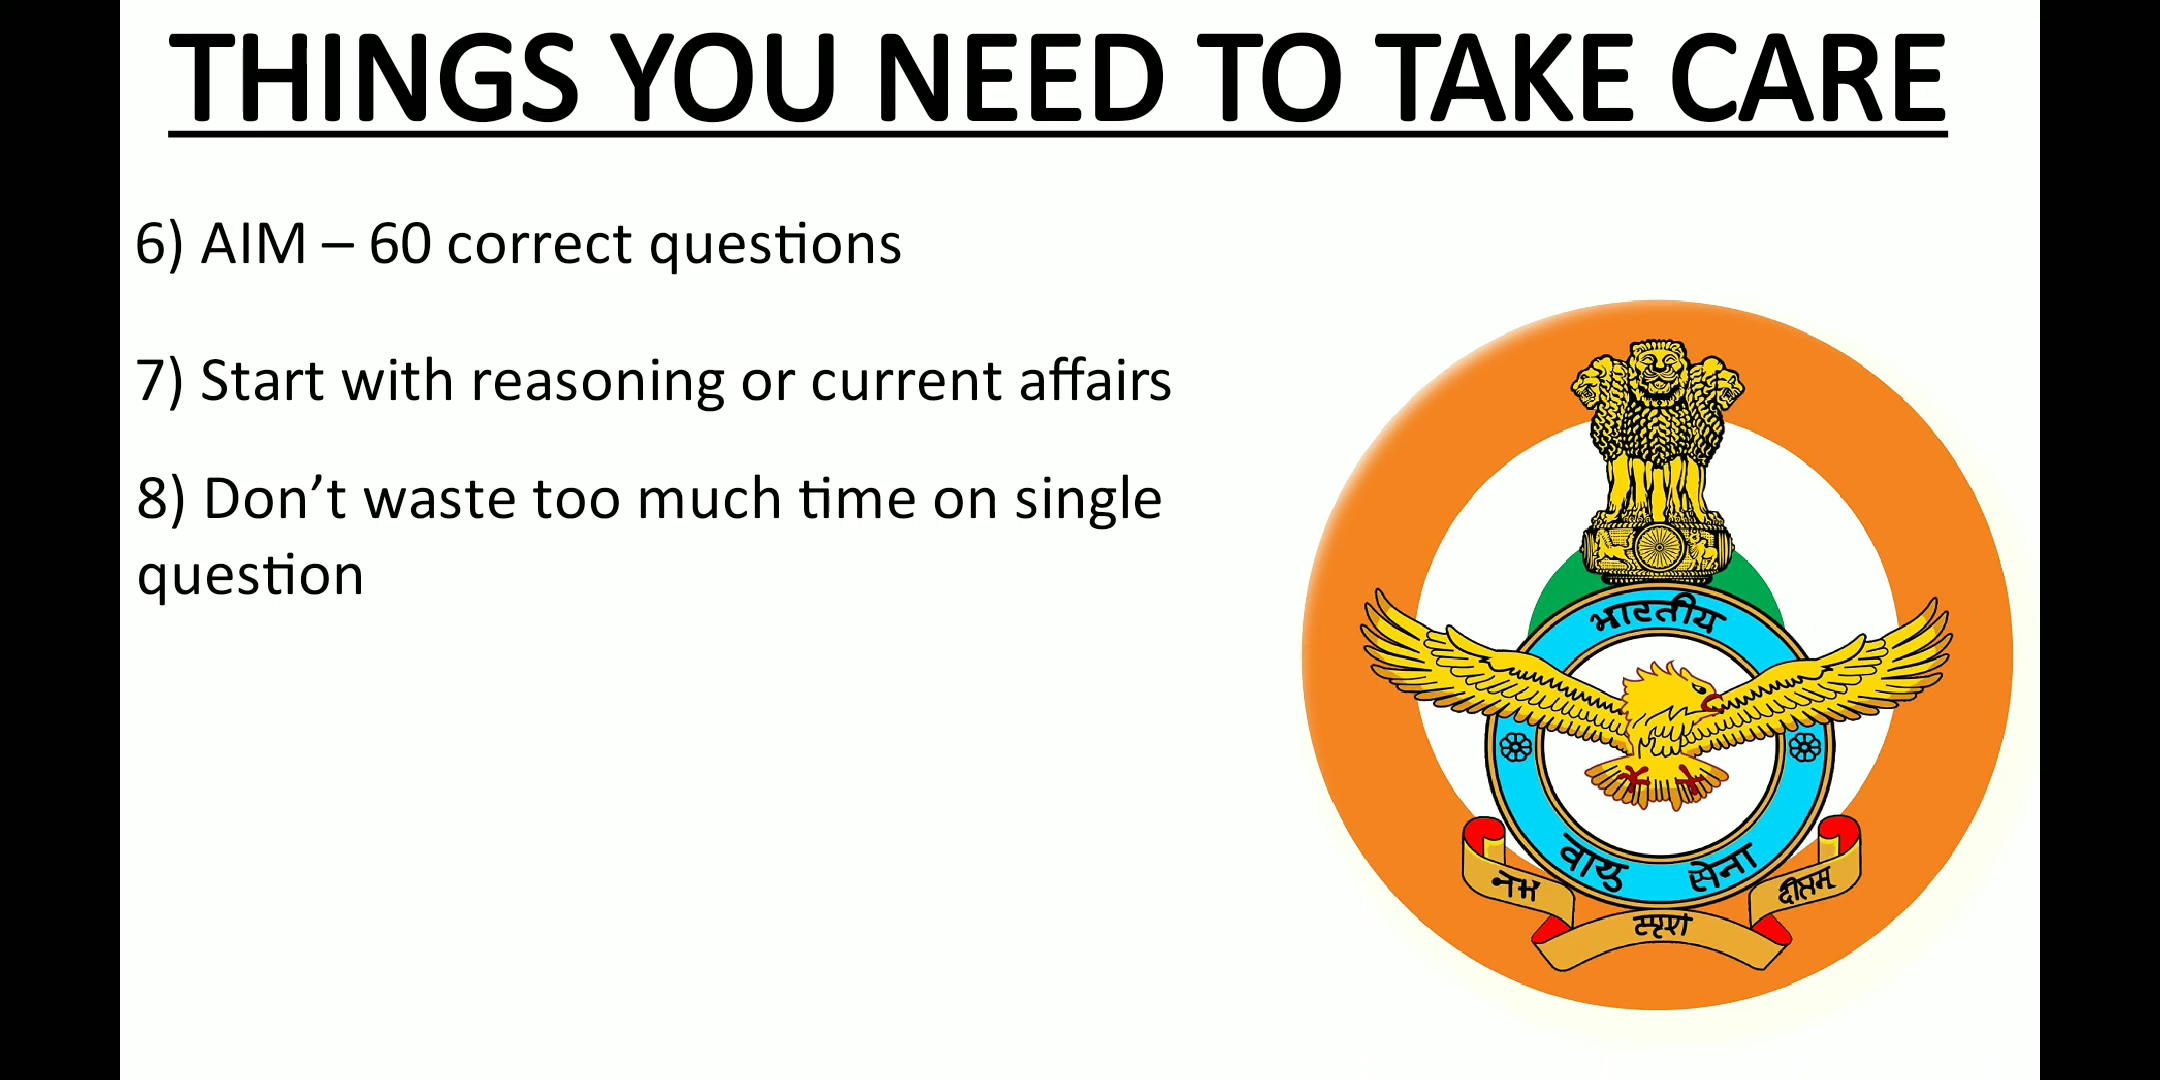 THINGS YOU NEED TO TAKE CARE
6) AIM – 60 correct questions
7) Start with reasoning or current affairs
8) Don’t waste too much time on single
question
भारतीय
वायु सेना
नभ स्पृशं दीप्तम